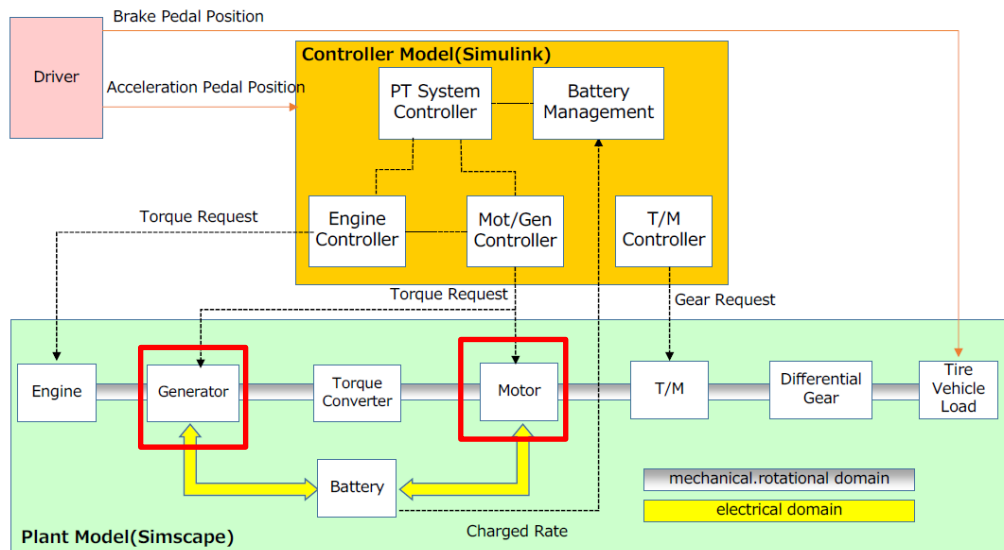 Brake Pedal Position
Driver
Acceleration Pedal Position
Controller Model(Simulink)
PT System
Controller
Battery
Management
Engine
Controller
Mot/Gen
Controller
T/M
Controller
Torque Request
Torque Request
Gear Request
Engine
Generator
Torque
Converter
Motor
T/M
Differential
Gear
Tire
Vehicle
Load
Battery
mechanical.rotational domain
electrical domain
Charged Rate
Plant Model(Simscape)